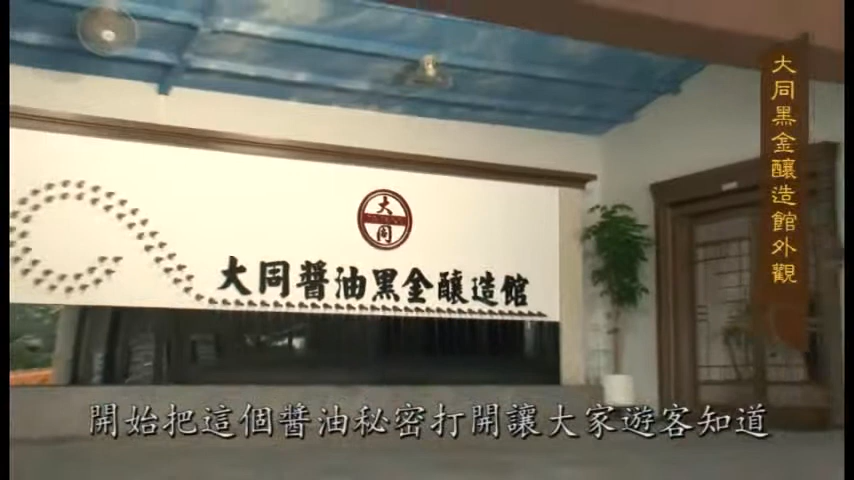 大同黑金釀造館外觀
大
同
大同醬油黑金釀造館
開始把這個醬油秘密打開讓大家遊客知道